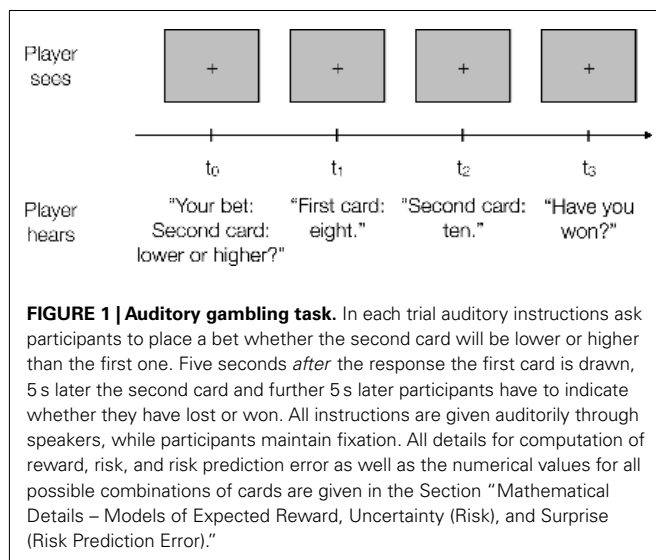 Player
sees
t0 t1 t2 t3
Player
hears
"Your bet:
Second card:
lower or higher?"
"First card:
eight."
"Second card:
ten."
"Have you
won?"
FIGURE 1 | Auditory gambling task. In each trial auditory instructions ask
participants to place a bet whether the second card will be lower or higher
than the first one. Five seconds after the response the first card is drawn,
5 s later the second card and further 5 s later participants have to indicate
whether they have lost or won. All instructions are given auditorily through
speakers, while participants maintain fixation. All details for computation of
reward, risk, and risk prediction error as well as the numerical values for all
possible combinations of cards are given in the Section "Mathematical
Details – Models of Expected Reward, Uncertainty (Risk), and Surprise
(Risk Prediction Error)."